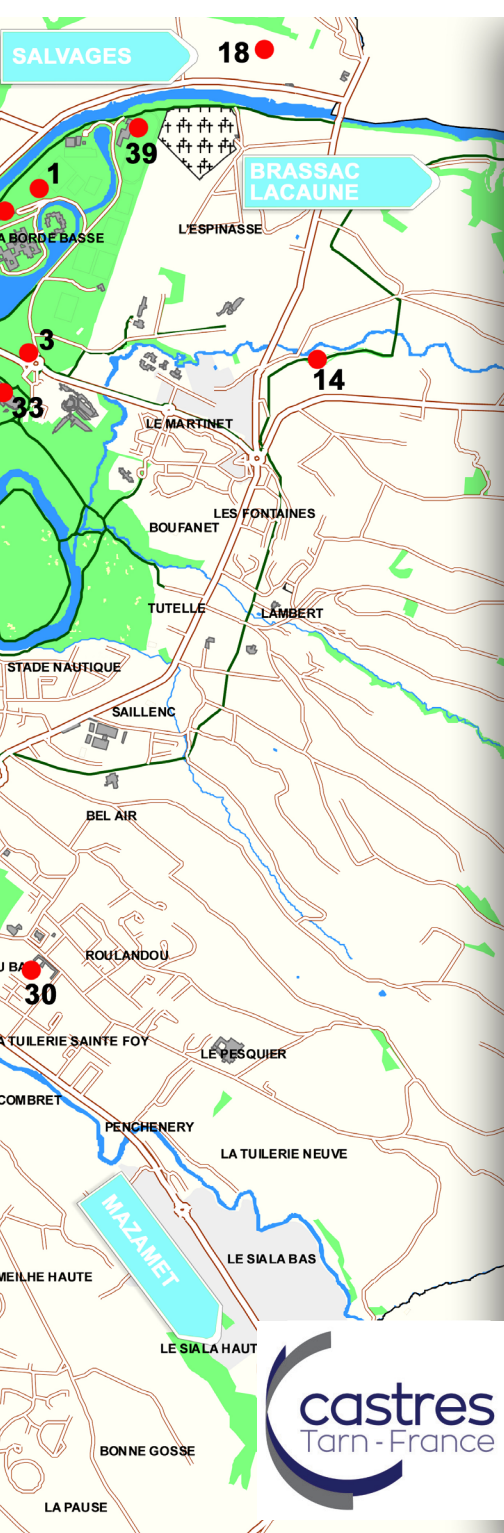 SALVAGES
18
39
1
BRASSAC
LACAUNE
L'ESPINASSE
A BORDE BASSE
3
14
33
LE MARTINET
LES FONTAINES
BOUFANET
TUTELLE
LAMBERT
STADE NAUTIQUE
SAILLENC
BEL AIR
ROULANDOU
U BA
30
A TUILERIE SAINTE FOY
LE PESQUIER
COMBRET
PENCHENERY
LA TUILERIE NEUVE
MAZAMET
LE SIALA BAS
MEILHE HAUTE
LE SIALA HAUT
castres
Tarn - France
BONNE GOSSE
LA PAUSE